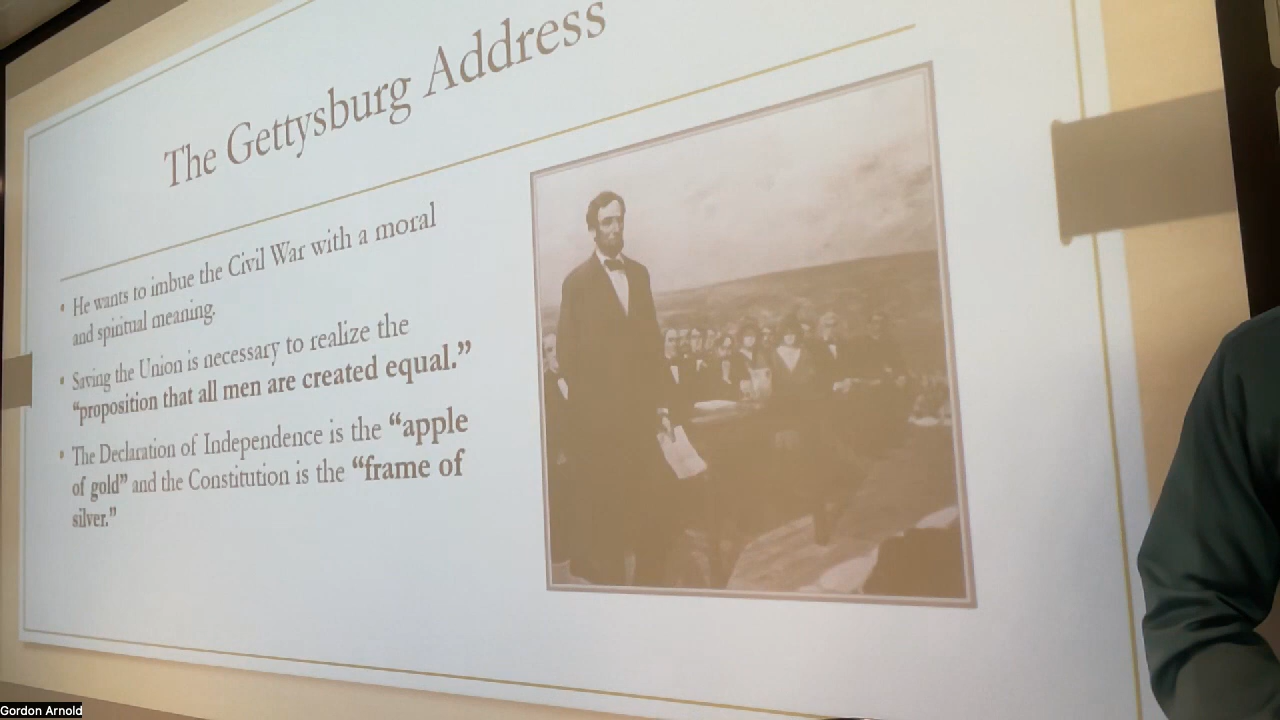 The Gettysburg Address
• He wants to imbue the Civil War with a moral
and spiritual meaning.
• Saving the Union is necessary to realize the
“proposition that all men are created equal.”
• The Declaration of Independence is the “apple
of gold” and the Constitution is the “frame of
silver.”
Gordon Arnold